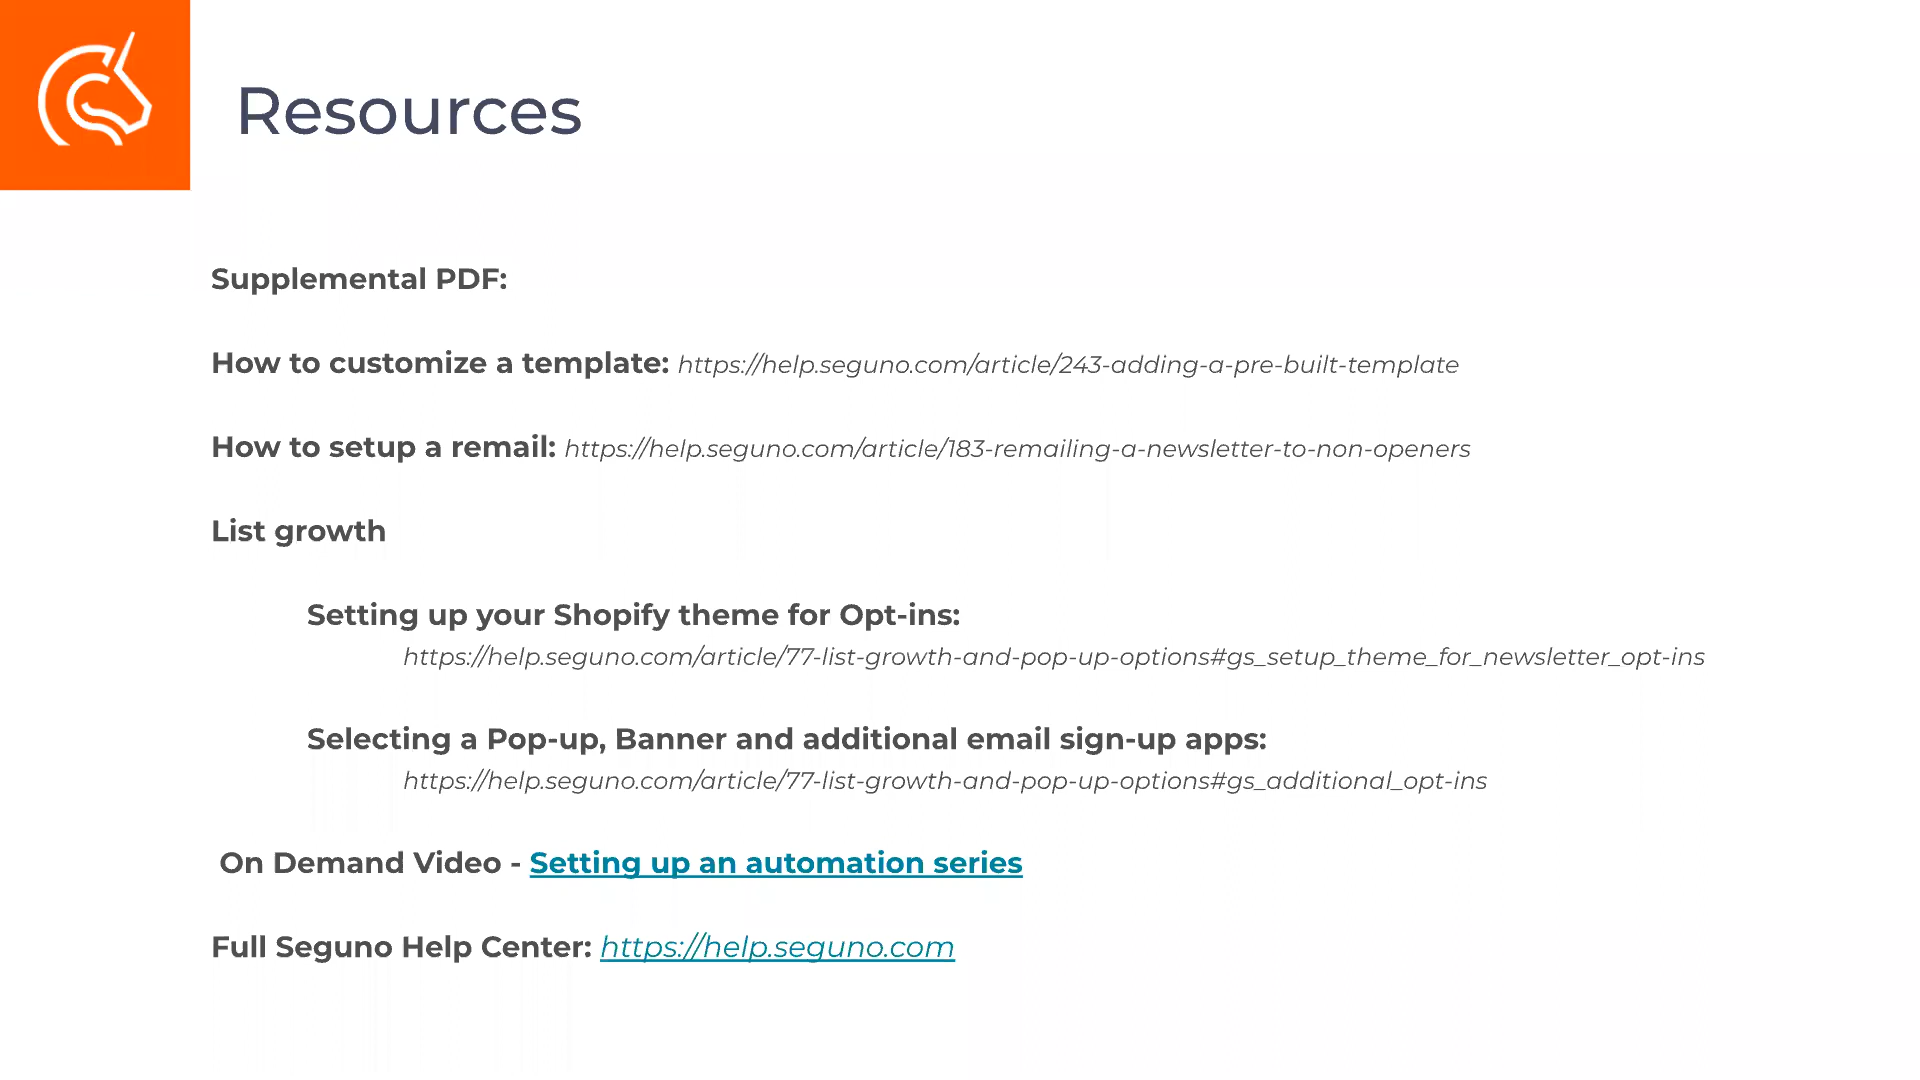 Resources
Supplemental PDF:
How to customize a template: https://help.seguno.com/article/243-adding-a-pre-built-template
How to setup a remail: https://help.seguno.com/article/183-remailing-a-newsletter-to-non-openers
List growth
Setting up your Shopify theme for Opt-ins:
https://help.seguno.com/article/77-list-growth-and-pop-up-options#gs_setup_theme_for_newsletter_opt-ins
Selecting a Pop-up, Banner and additional email sign-up apps:
https://help.seguno.com/article/77-list-growth-and-pop-up-options#gs_additional_opt-ins
On Demand Video - Setting up an automation series
Full Seguno Help Center: https://help.seguno.com